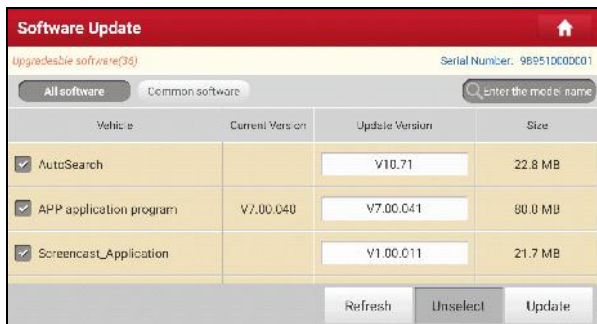 Software Update
Upgradeable software(36) Serial Number: 989510000001
All software Common software Enter the model name
Vehicle Current Version Update Version Size
AutoSearch V10.71 22.8 MB
APP application program V7.00.040 V7.00.041 80.0 MB
Screencast_Application V1.00.011 21.7 MB
Refresh Unselect Update